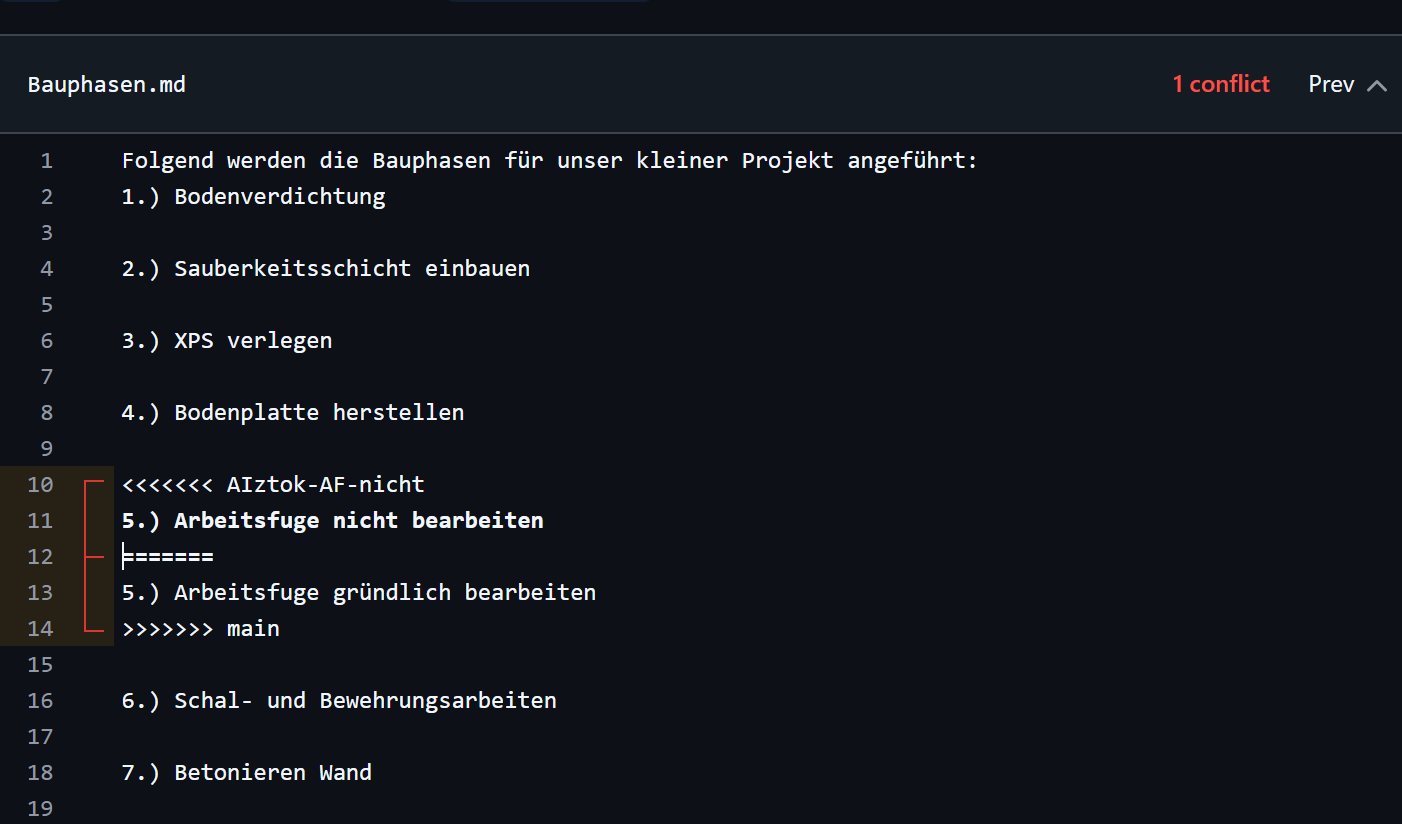 Bauphasen.md
1 conflict Prev
1 Folgend werden die Bauphasen für unser kleiner Projekt angeführt:
2 1.) Bodenverdichtung
3
4 2.) Sauberkeitsschicht einbauen
5
6 3.) XPS verlegen
7
8 4.) Bodenplatte herstellen
9
10 <<<<<<< AIztok-AF-nicht
11 5.) Arbeitsfuge nicht bearbeiten
12 =======
13 5.) Arbeitsfuge gründlich bearbeiten
14 >>>>>>> main
15
16 6.) Schal- und Bewehrungsarbeiten
17
18 7.) Betonieren Wand
19